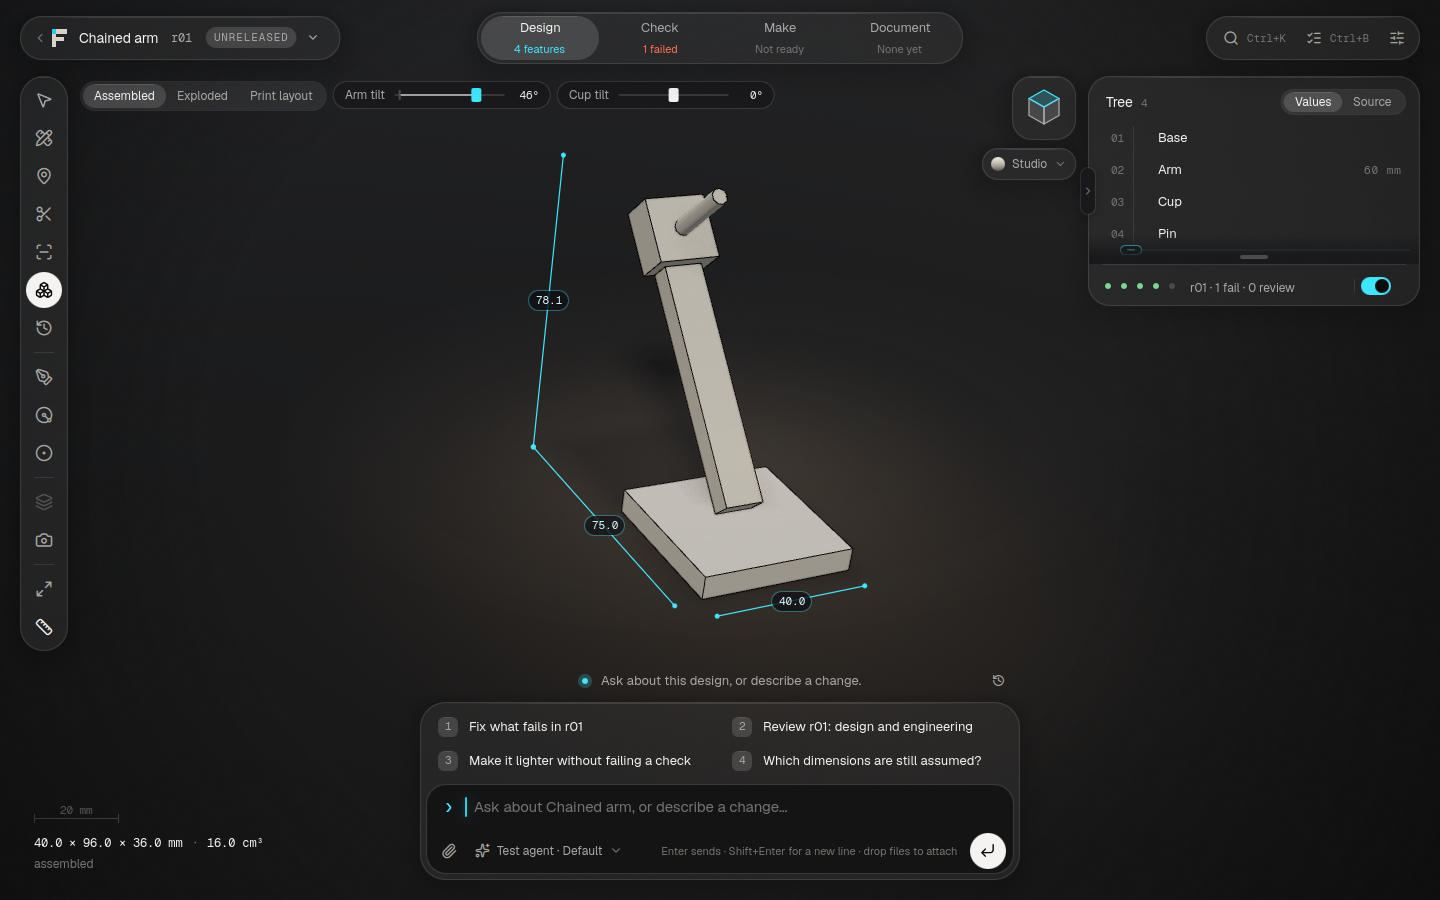 Chained arm r01 UNRELEASED
Design
4 features
Check
1 failed
Make
Not ready
Document
None yet
Ctrl+K
Ctrl+B
Assembled
Exploded
Print layout
Arm tilt
46°
Cup tilt
0°
Studio
Tree 4
Values
Source
01 Base
02 Arm 60 mm
03 Cup
04 Pin
r01 · 1 fail · 0 review
78.1
75.0
40.0
Ask about this design, or describe a change.
1 Fix what fails in r01
2 Review r01: design and engineering
3 Make it lighter without failing a check
4 Which dimensions are still assumed?
Ask about Chained arm, or describe a change…
Test agent · Default
Enter sends · Shift+Enter for a new line · drop files to attach
20 mm
40.0 × 96.0 × 36.0 mm · 16.0 cm³
assembled